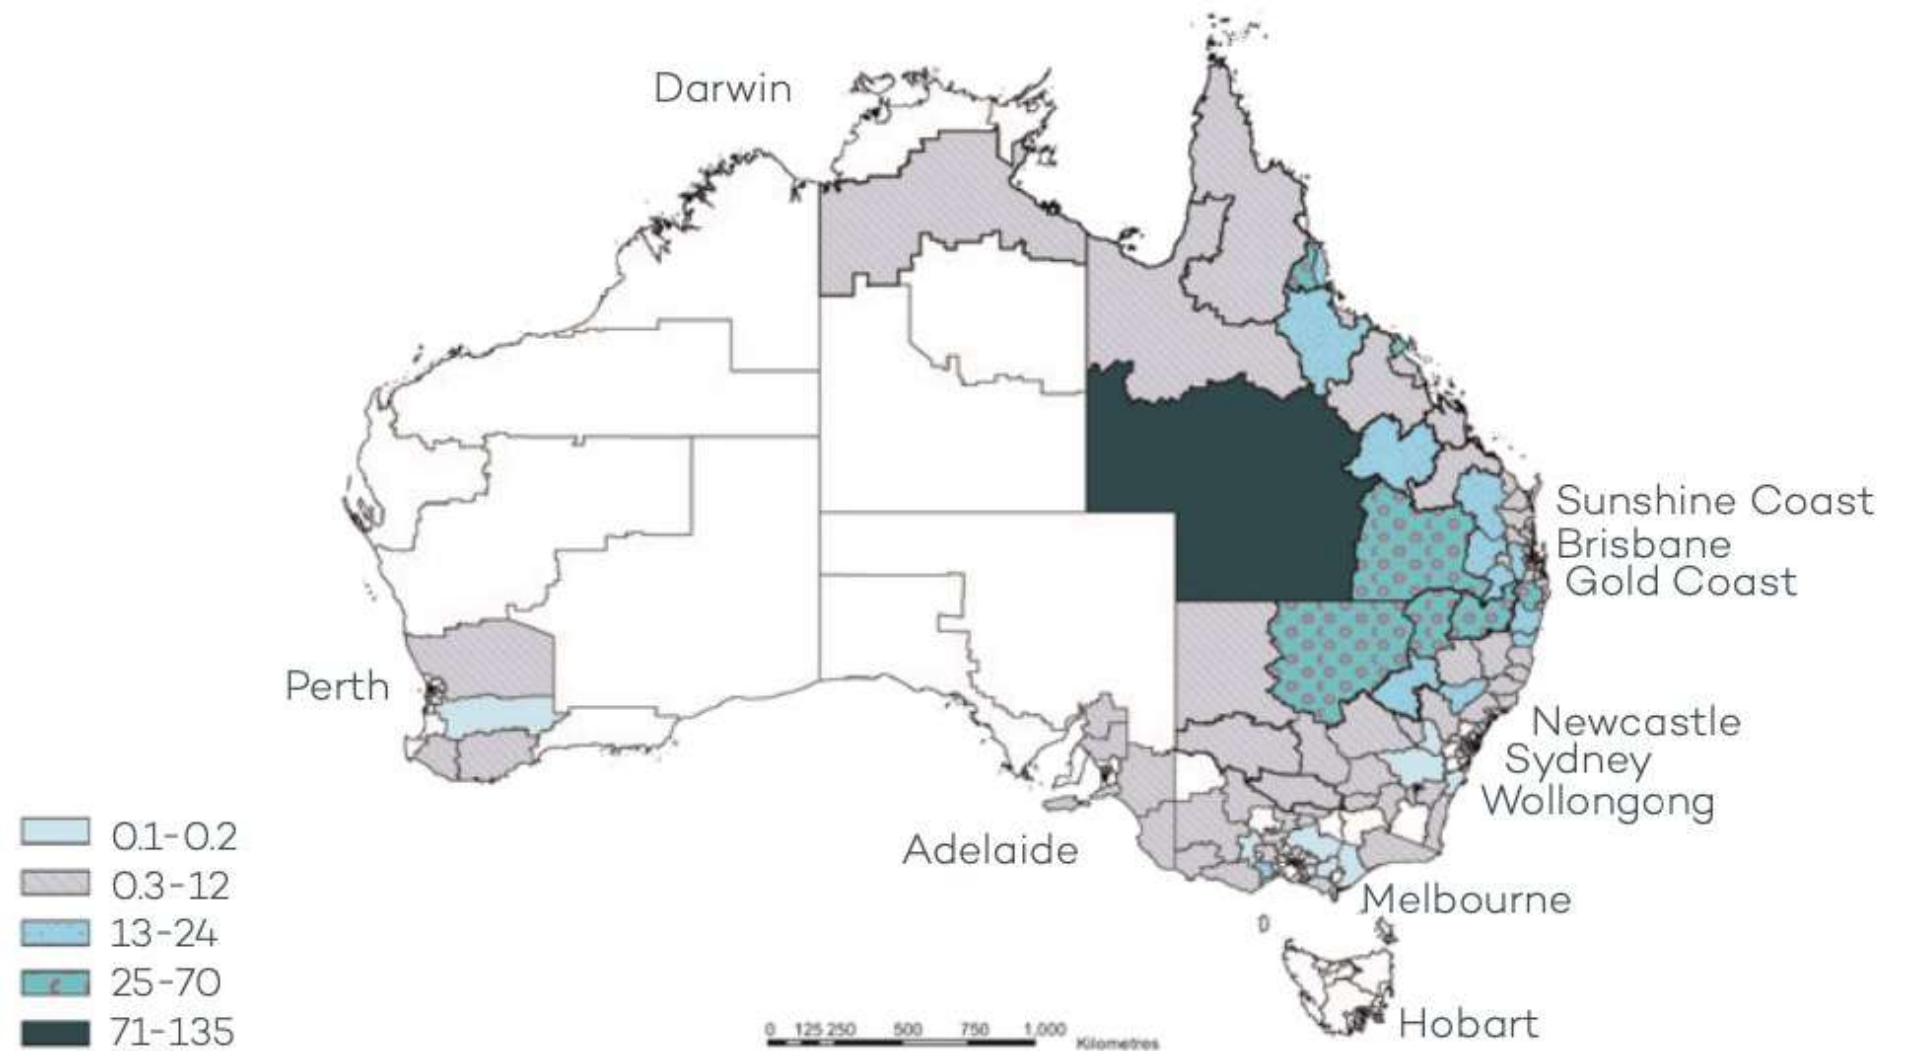 Darwin
Sunshine Coast
Brisbane
Gold Coast
Perth
Newcastle
Sydney
Wollongong
Adelaide
Melbourne
Hobart
0.1-0.2
0.3-12
13-24
25-70
71-135
0 125 250 500 750 1,000
Kilometres